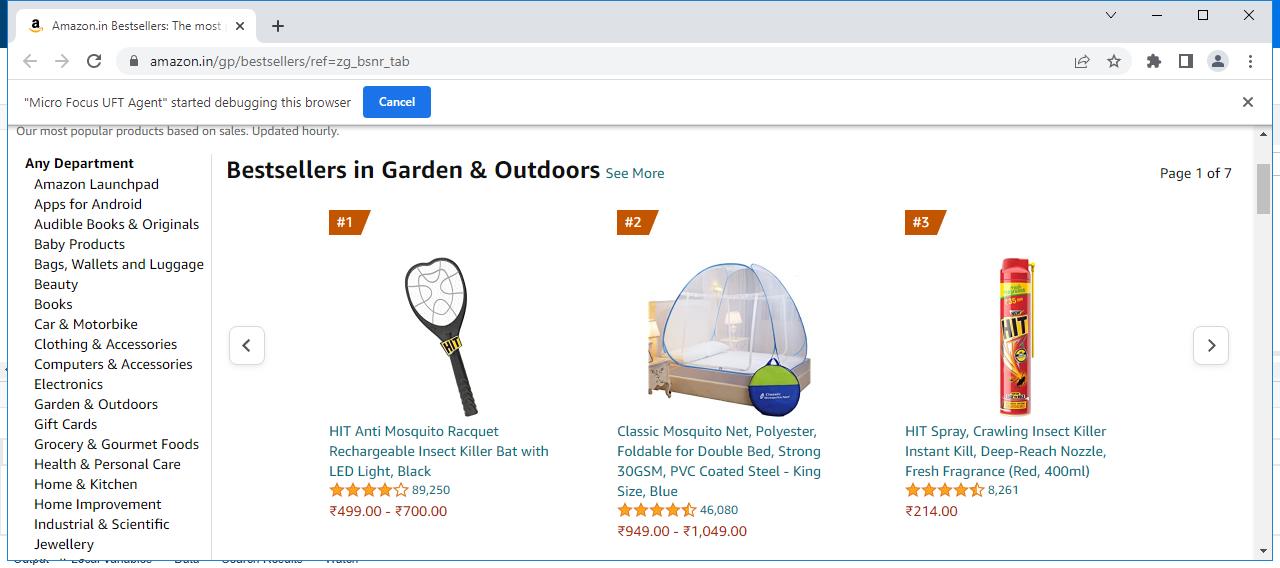 Amazon.in Bestsellers: The most
amazon.in/gp/bestsellers/ref=zg_bsnr_tab
"Micro Focus UFT Agent" started debugging this browser
Cancel
Our most popular products based on sales. Updated hourly.
Any Department
Amazon Launchpad
Apps for Android
Audible Books & Originals
Baby Products
Bags, Wallets and Luggage
Beauty
Books
Car & Motorbike
Clothing & Accessories
Computers & Accessories
Electronics
Garden & Outdoors
Gift Cards
Grocery & Gourmet Foods
Health & Personal Care
Home & Kitchen
Home Improvement
Industrial & Scientific
Jewellery
Bestsellers in Garden & Outdoors See More
Page 1 of 7
#1
HIT
HIT Anti Mosquito Racquet
Rechargeable Insect Killer Bat with
LED Light, Black
89,250
₹499.00 - ₹700.00
#2
Classic
Classic Mosquito Net, Polyester,
Foldable for Double Bed, Strong
30GSM, PVC Coated Steel - King
Size, Blue
46,080
₹949.00 - ₹1,049.00
#3
HIT
HIT Spray, Crawling Insect Killer
Instant Kill, Deep-Reach Nozzle,
Fresh Fragrance (Red, 400ml)
8,261
₹214.00